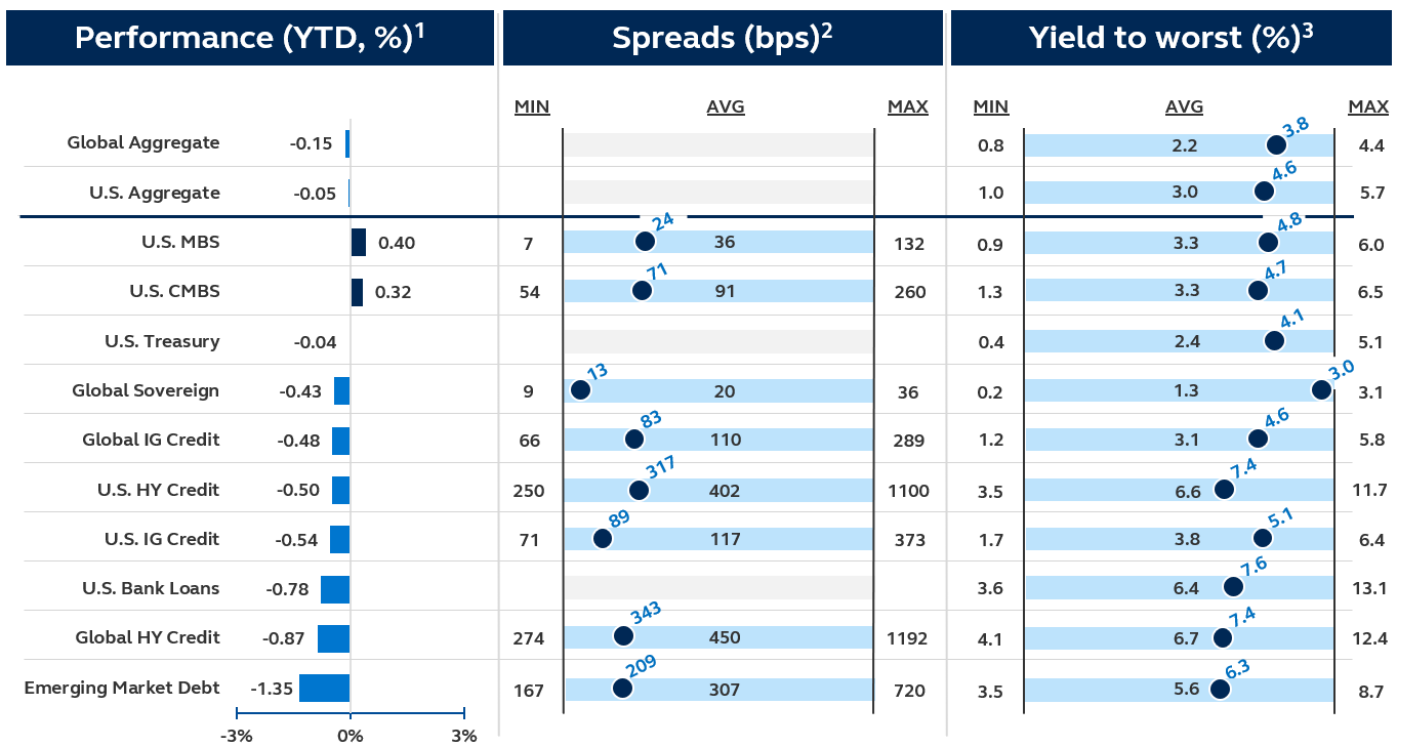 Performance (YTD, %)¹ Spreads (bps)² Yield to worst (%)³
MIN AVG MAX MIN AVG MAX
Global Aggregate -0.15 0.8 2.2 3.8 4.4
U.S. Aggregate -0.05 1.0 3.0 4.6 5.7
U.S. MBS 0.40 7 24 36 132 0.9 3.3 4.8 6.0
U.S. CMBS 0.32 54 71 91 260 1.3 3.3 4.7 6.5
U.S. Treasury -0.04 0.4 2.4 4.1 5.1
Global Sovereign -0.43 9 13 20 36 0.2 1.3 3.0 3.1
Global IG Credit -0.48 66 83 110 289 1.2 3.1 4.6 5.8
U.S. HY Credit -0.50 250 317 402 1100 3.5 6.6 7.4 11.7
U.S. IG Credit -0.54 71 89 117 373 1.7 3.8 5.1 6.4
U.S. Bank Loans -0.78 3.6 6.4 7.6 13.1
Global HY Credit -0.87 274 343 450 1192 4.1 6.7 7.4 12.4
Emerging Market Debt -1.35 167 209 307 720 3.5 5.6 6.3 8.7
-3% 0% 3%